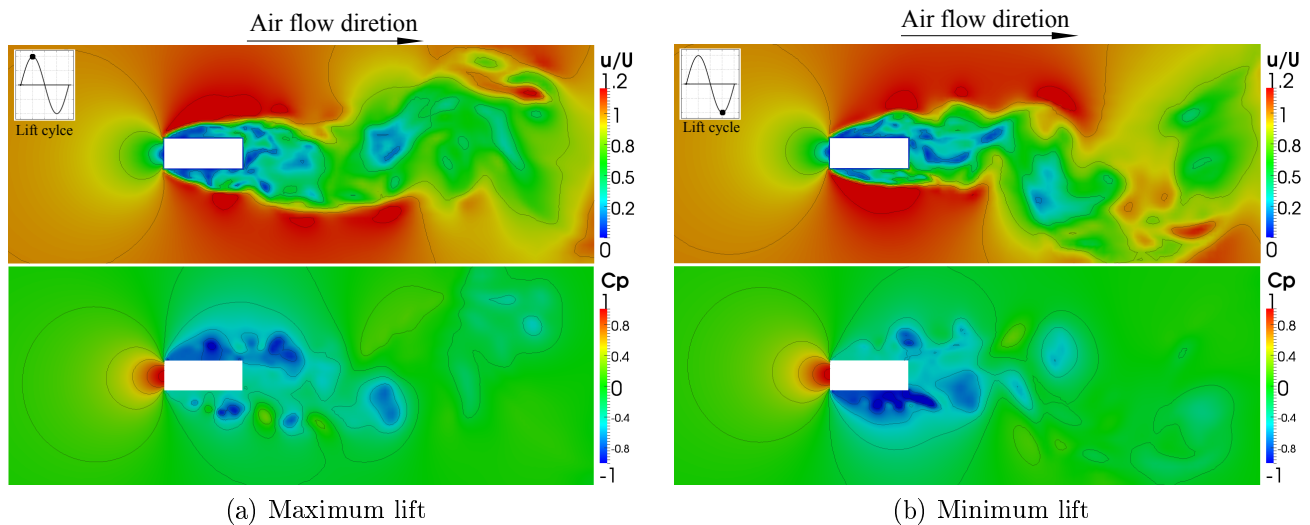 Air flow diretion
u/U
1.2
1
0.8
0.5
0.2
0
Lift cylce
Cp
1
0.8
0.4
0
-0.4
-0.8
-1
(a) Maximum lift
Air flow diretion
u/U
1.2
1
0.8
0.5
0.2
0
Lift cycle
Cp
1
0.8
0.4
0
-0.4
-0.8
-1
(b) Minimum lift